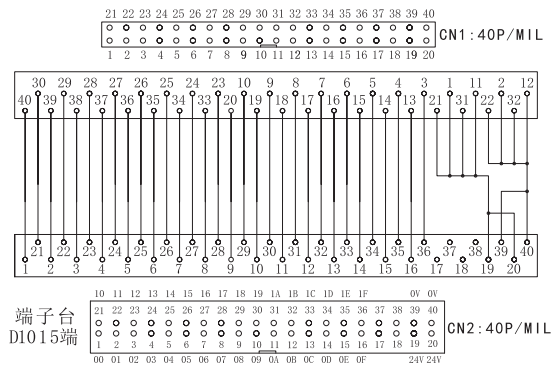 21 22 23 24 25 26 27 28 29 30 31 32 33 34 35 36 37 38 39 40
CN1:40P/MIL
1 2 3 4 5 6 7 8 9 10 11 12 13 14 15 16 17 18 19 20
30 29 28 27 26 25 24 23 10 9 8 7 6 5 4 3 1 11 2 12
40 39 38 37 36 35 34 33 20 19 18 17 16 15 14 13 21 31 22 32
21 22 23 24 25 26 27 28 29 30 31 32 33 34 35 36 37 38 39 40
1 2 3 4 5 6 7 8 9 10 11 12 13 14 15 16 17 18 19 20
10 11 12 13 14 15 16 17 18 19 1A 1B 1C 1D 1E 1F 0V 0V
21 22 23 24 25 26 27 28 29 30 31 32 33 34 35 36 37 38 39 40
端子台
D1015端
CN2:40P/MIL
1 2 3 4 5 6 7 8 9 10 11 12 13 14 15 16 17 18 19 20
00 01 02 03 04 05 06 07 08 09 0A 0B 0C 0D 0E 0F 24V 24V